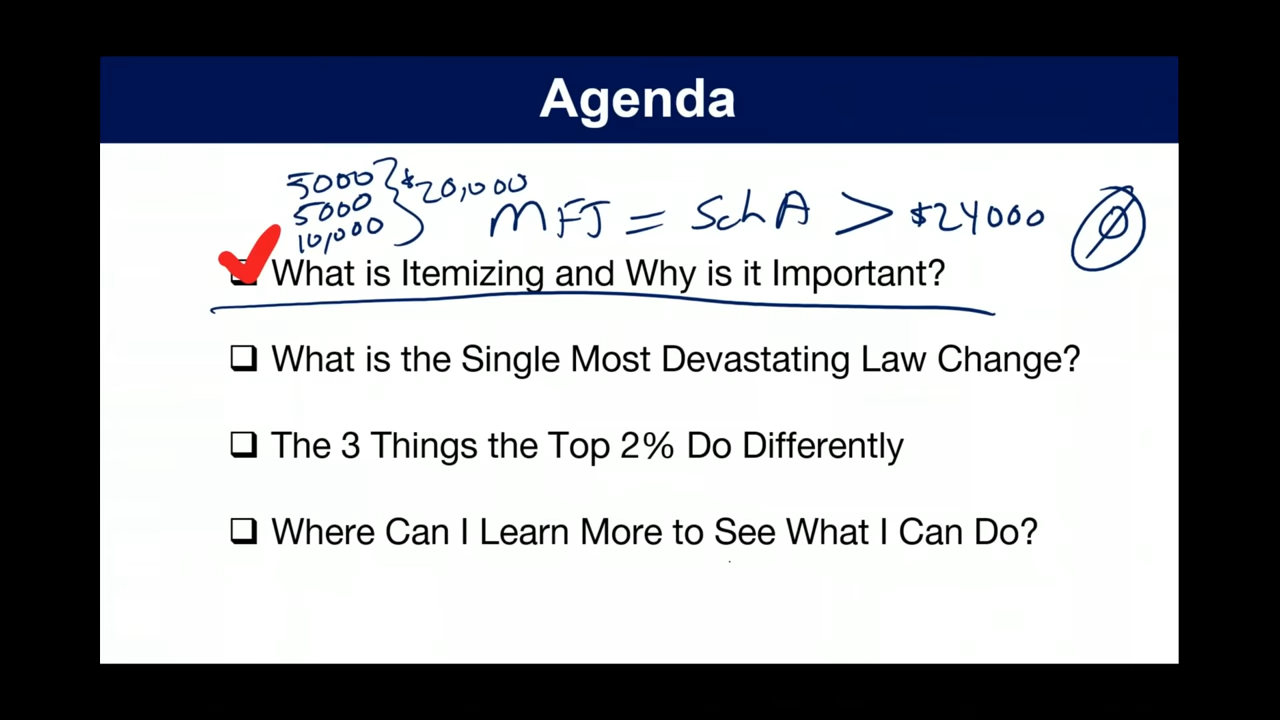 Agenda
5000
5000
10,000
$20,000
MFJ = Sch A > $24000 Ø
What is Itemizing and Why is it Important?
What is the Single Most Devastating Law Change?
The 3 Things the Top 2% Do Differently
Where Can I Learn More to See What I Can Do?